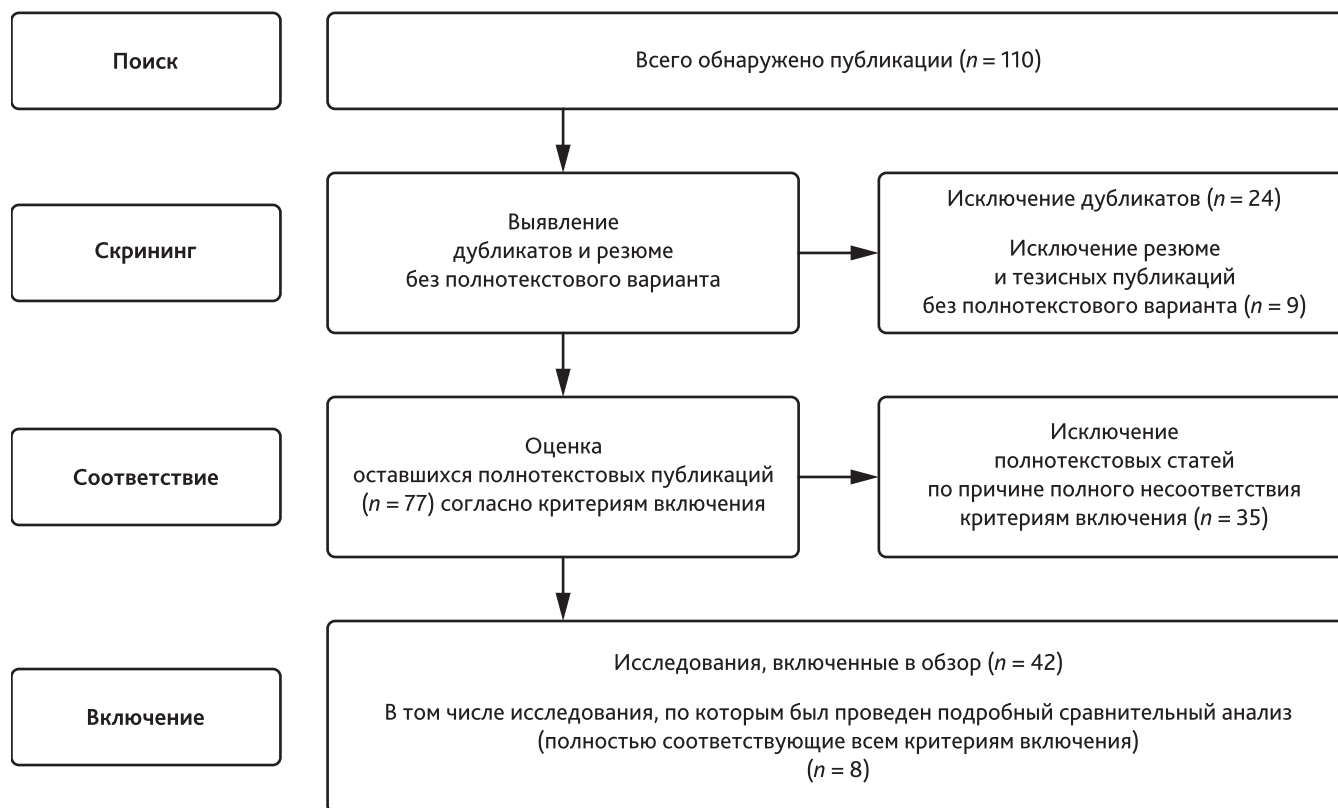 Поиск
Всего обнаружено публикации (n = 110)
Скрининг
Выявление
дубликатов и резюме
без полнотекстового варианта
Исключение дубликатов (n = 24)
Исключение резюме
и тезисных публикаций
без полнотекстового варианта (n = 9)
Соответствие
Оценка
оставшихся полнотекстовых публикаций
(n = 77) согласно критериям включения
Исключение
полнотекстовых статей
по причине полного несоответствия
критериям включения (n = 35)
Включение
Исследования, включенные в обзор (n = 42)
В том числе исследования, по которым был проведен подробный сравнительный анализ
(полностью соответствующие всем критериям включения)
(n = 8)